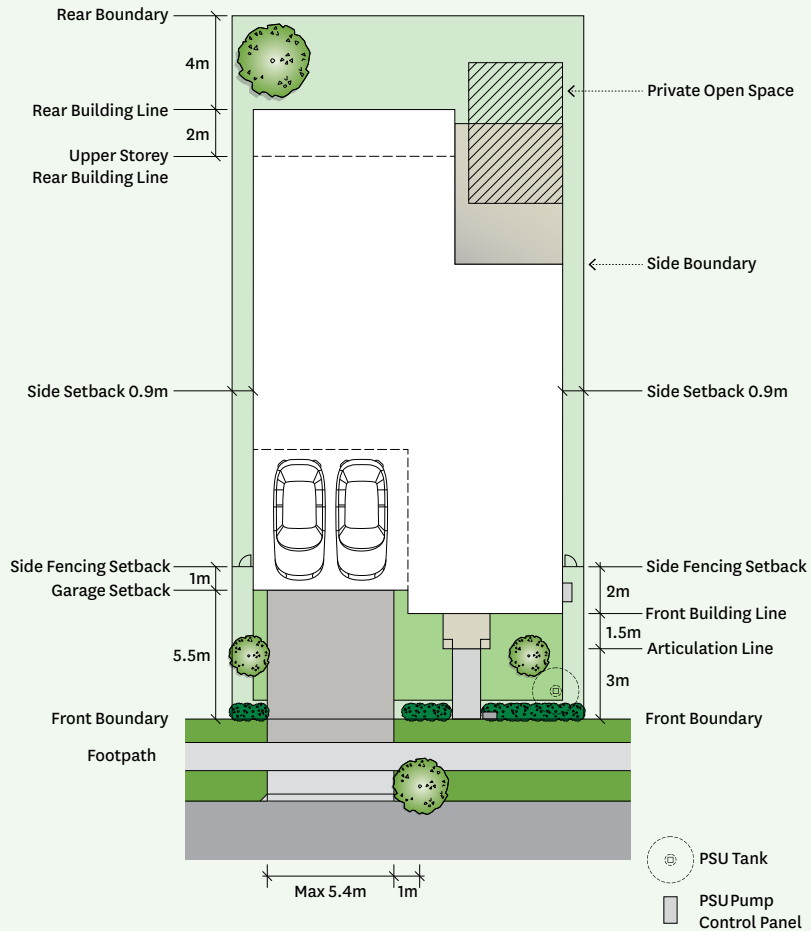 Rear Boundary
4m
Private Open Space
Rear Building Line
2m
Upper Storey
Rear Building Line
Side Boundary
Side Setback 0.9m
Side Setback 0.9m
Side Fencing Setback
Side Fencing Setback
1m
2m
Garage Setback
Front Building Line
1.5m
5.5m
Articulation Line
3m
Front Boundary
Front Boundary
Footpath
PSU Tank
Max 5.4m
1m
PSU Pump
Control Panel